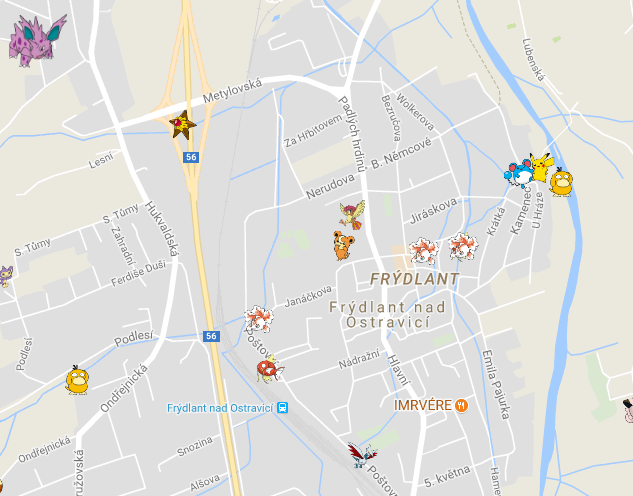 Lubenská
Metylovská
Wolkerova
Bezručova
Padlých hrdinů
Za Hřbitovem
56
Lesní
B. Němcové
Nerudova
Jiráskova
Krátká
Kamenec
U Hráze
Hukvaldská
S. Tůmy
Zahradní
S. Tůmy
Ferdiše Duši
FRÝDLANT
Janáčkova
Frýdlant nad
Ostravicí
56
Podlesí
Podlesí
Poštovní
Nádražní
Hlavní
Emila Pajurka
Ondřejnická
IMRVÉRE
Frýdlant nad Ostravicí
Ondřejnická
Snozina
Alšova
Poštov
5. května
Hame
ružovská